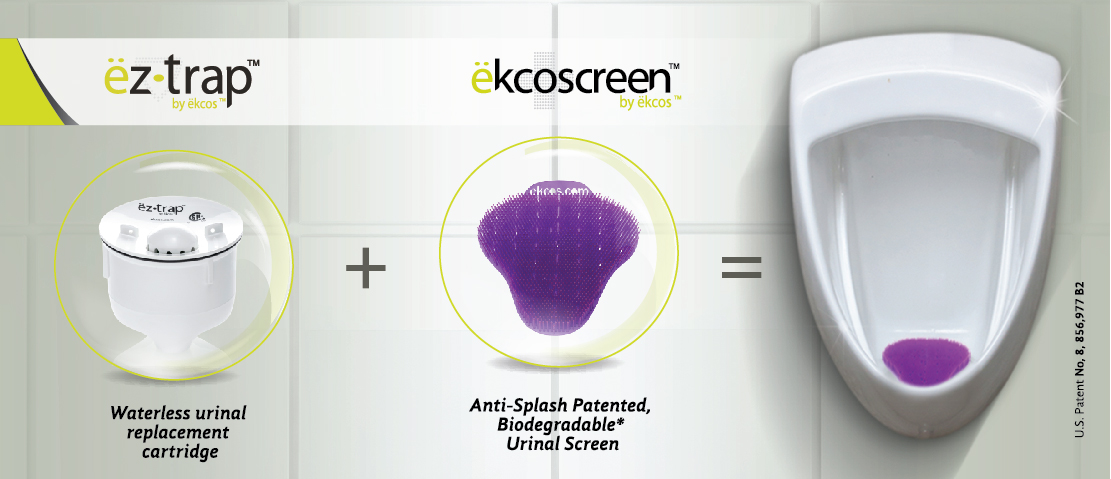 ëz·trap™
by ëkcos™
ëkcoscreen™
by ëkcos™
ëz·trap
ekcos.com
+
=
Waterless urinal
replacement
cartridge
Anti-Splash Patented,
Biodegradable*
Urinal Screen
U.S. Patent No, 8, 856,977 B2